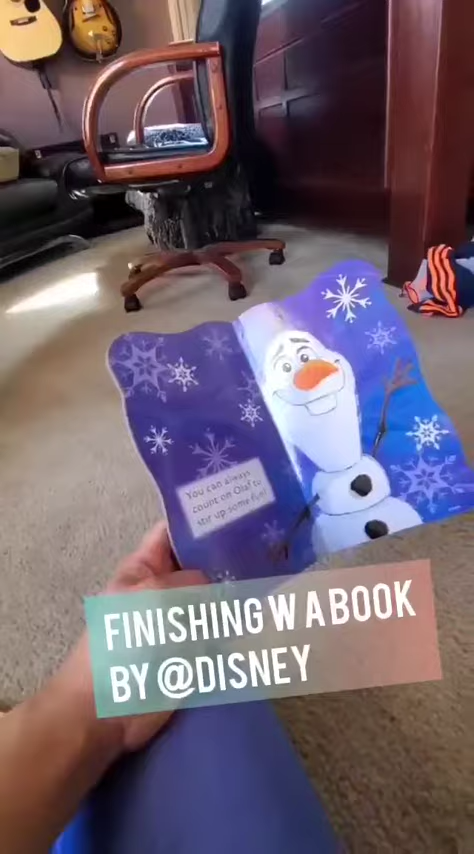 You can always
count on Olaf to
stir up some fun!
FINISHING W A BOOK
BY @DISNEY